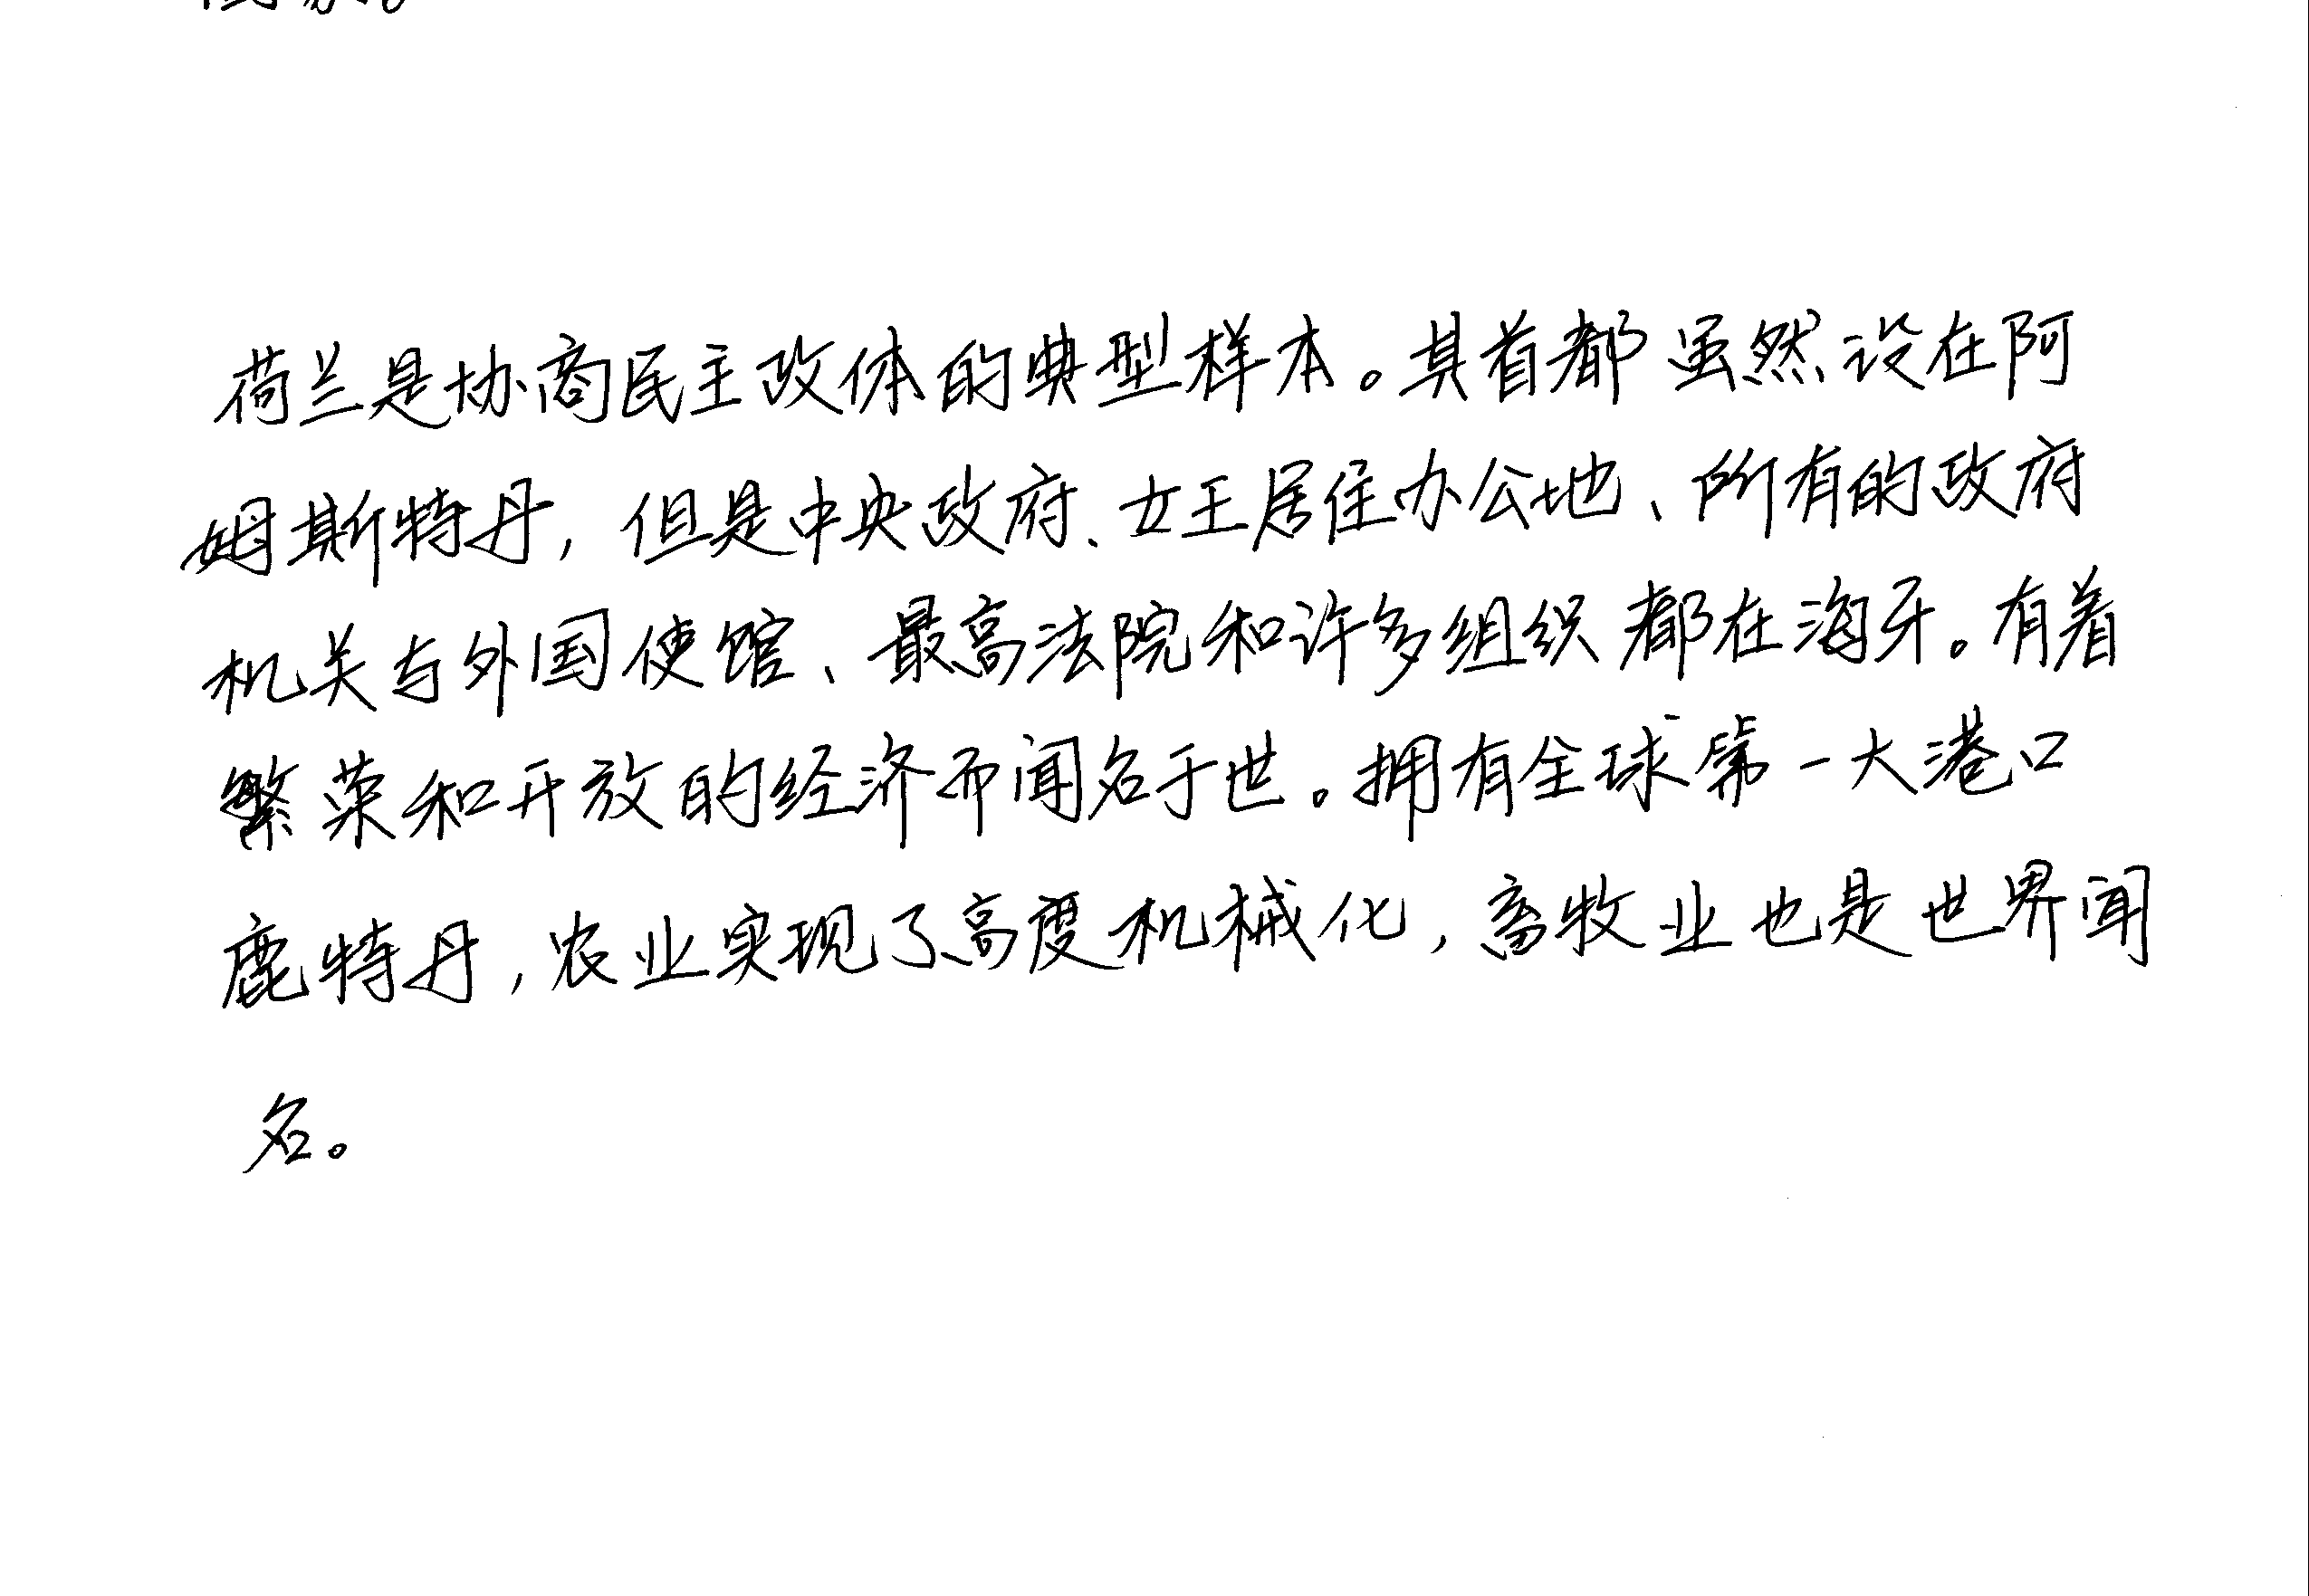 荷兰是协商民主政体的典型样本。其首都虽然设在阿
姆斯特丹，但是中央政府、女王居住办公地、所有的政府
机关与外国使馆、最高法院和许多组织都在海牙。有着
繁荣和开放的经济而闻名于世。拥有全球第一大港口
鹿特丹，农业实现了高度机械化，畜牧业也是世界闻
名。